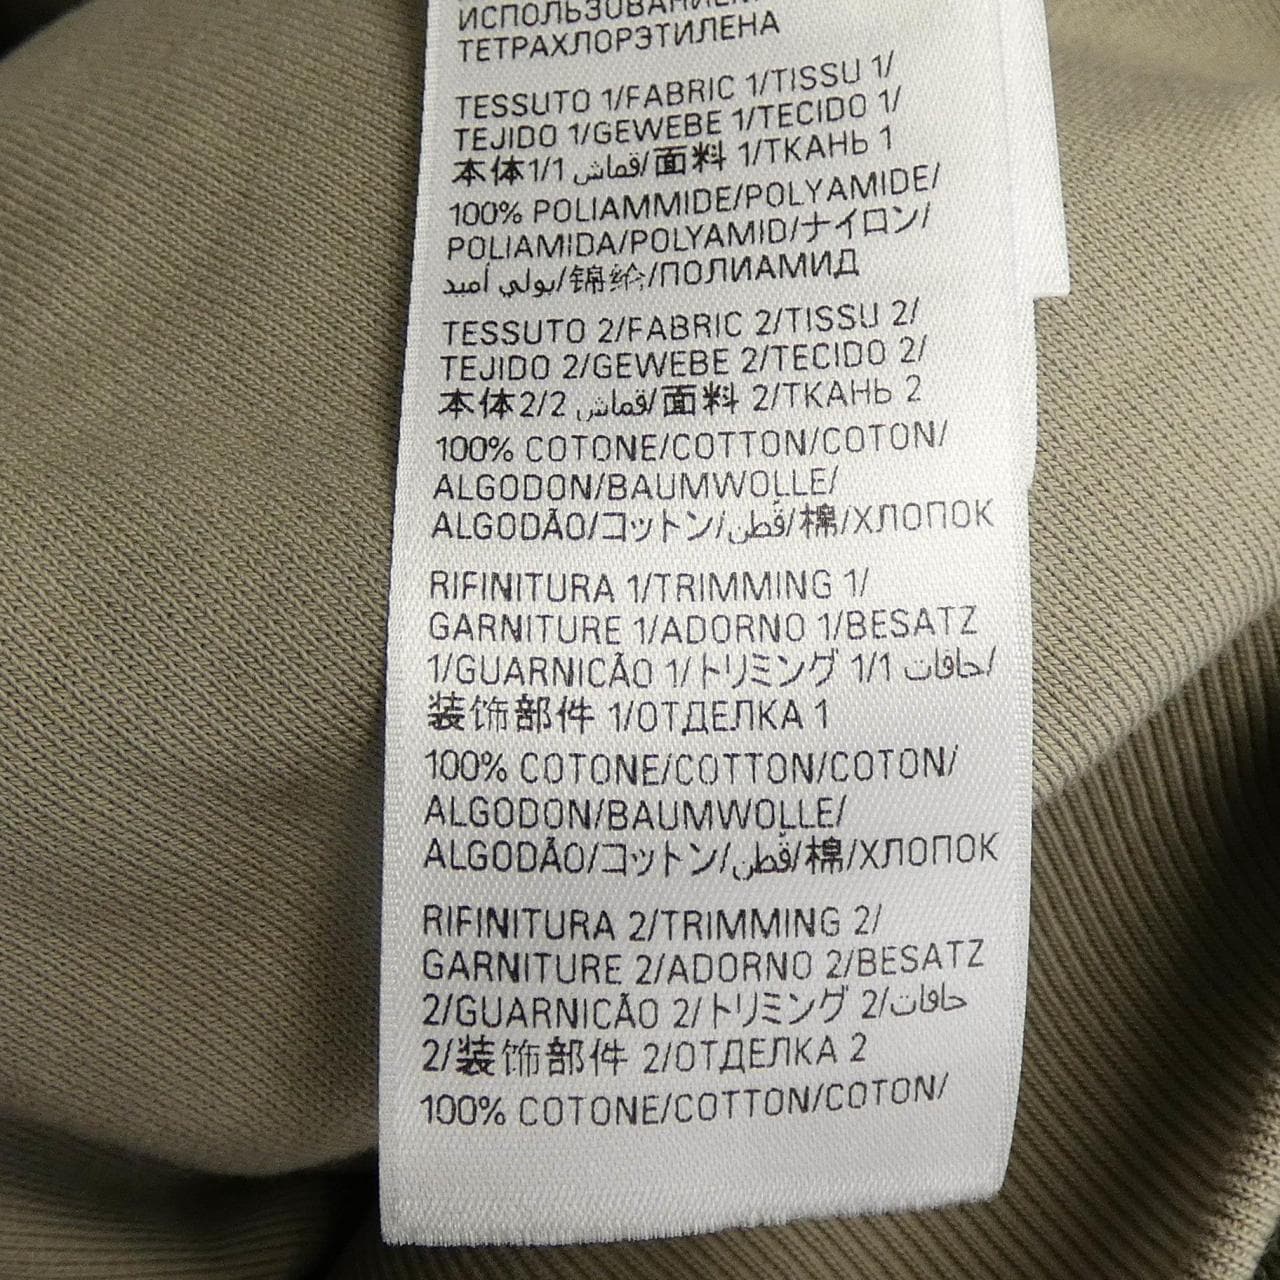 ИСПОЛЬЗОВАНИЕМ
ТЕТРАХЛОРЭТИЛЕНА
TESSUTO 1/FABRIC 1/TISSU 1/
TEJIDO 1/GEWEBE 1/TECIDO 1/
本体1/1 قماش/面料 1/ТКАНЬ 1
100% POLIAMMIDE/POLYAMIDE/
POLIAMIDA/POLYAMID/ナイロン/
بولي أميد/锦纶/ПОЛИАМИД
TESSUTO 2/FABRIC 2/TISSU 2/
TEJIDO 2/GEWEBE 2/TECIDO 2/
本体2/2 قماش/面料 2/ТКАНЬ 2
100% COTONE/COTTON/COTON/
ALGODON/BAUMWOLLE/
ALGODÃO/コットン/قُطن/棉/ХЛОПОК
RIFINITURA 1/TRIMMING 1/
GARNITURE 1/ADORNO 1/BESATZ
1/GUARNICÃO 1/トリミング 1/1 حافات/
装饰部件 1/ОТДЕЛКА 1
100% COTONE/COTTON/COTON/
ALGODON/BAUMWOLLE/
ALGODÃO/コットン/قُطن/棉/ХЛОПОК
RIFINITURA 2/TRIMMING 2/
GARNITURE 2/ADORNO 2/BESATZ
2/GUARNICÃO 2/トリミング 2/حافات
2/装饰部件 2/ОТДЕЛКА 2
100% COTONE/COTTON/COTON/